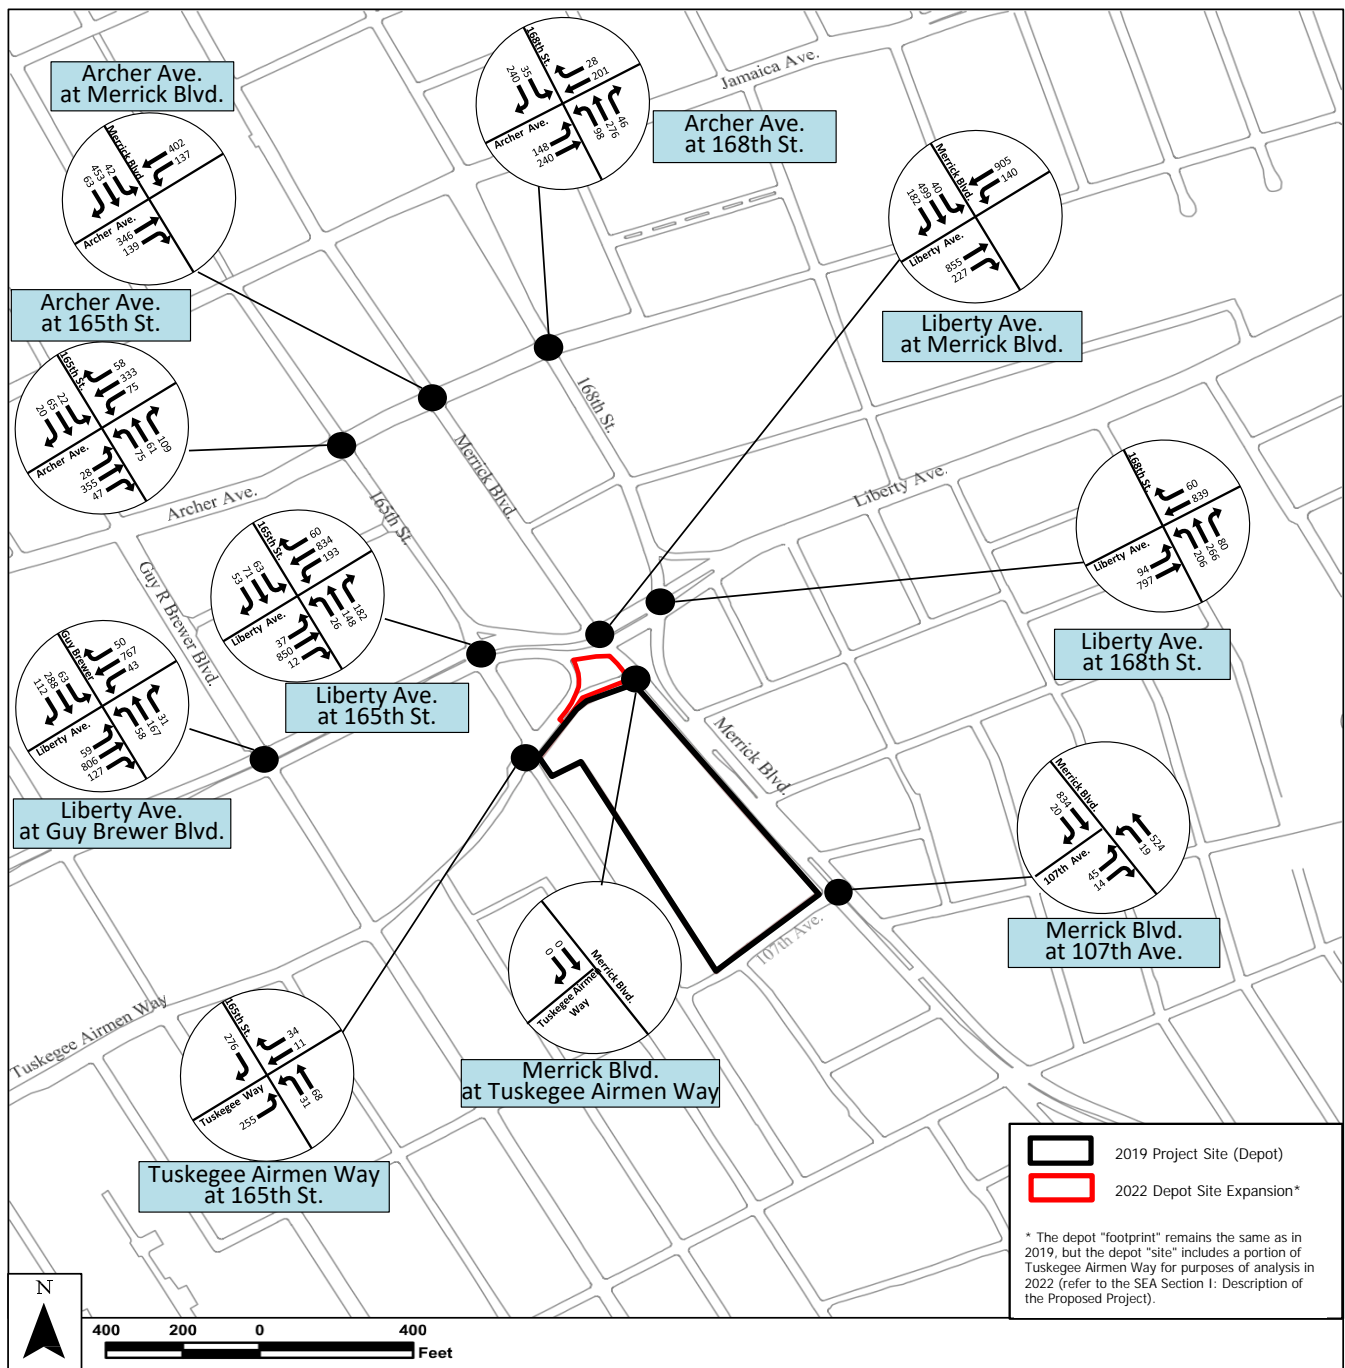 Archer Ave.
at Merrick Blvd.
Merrick Blvd.
402
137
42
453
63
Archer Ave.
346
139
168th St.
35
240
28
201
Archer Ave.
148
240
98
276
46
Archer Ave.
at 168th St.
Jamaica Ave.
Merrick Blvd.
905
140
40
499
182
Liberty Ave.
855
227
Liberty Ave.
at Merrick Blvd.
Archer Ave.
at 165th St.
165th St.
58
333
75
22
65
20
Archer Ave.
28
355
47
75
61
109
168th St.
Merrick Blvd.
165th St.
Archer Ave.
Liberty Ave.
Guy R Brewer Blvd.
168th St.
60
839
Liberty Ave.
94
797
206
266
80
Liberty Ave.
at 168th St.
165th St.
60
834
193
63
71
53
Liberty Ave.
37
850
12
26
148
182
Liberty Ave.
at 165th St.
Guy Brewer
50
767
43
63
288
112
Liberty Ave.
59
806
127
58
167
31
Liberty Ave.
at Guy Brewer Blvd.
Merrick Blvd.
Merrick Blvd.
834
20
524
19
107th Ave.
45
14
Merrick Blvd.
at 107th Ave.
107th Ave.
0
0
Merrick Blvd.
Tuskegee Airmen
Way
Merrick Blvd.
at Tuskegee Airmen Way
Tuskegee Airmen Way
165th St.
276
34
11
Tuskegee Way
255
31
68
Tuskegee Airmen Way
at 165th St.
2019 Project Site (Depot)
2022 Depot Site Expansion*
* The depot "footprint" remains the same as in
2019, but the depot "site" includes a portion of
Tuskegee Airmen Way for purposes of analysis in
2022 (refer to the SEA Section I: Description of
the Proposed Project).
N
400 200 0 400
Feet